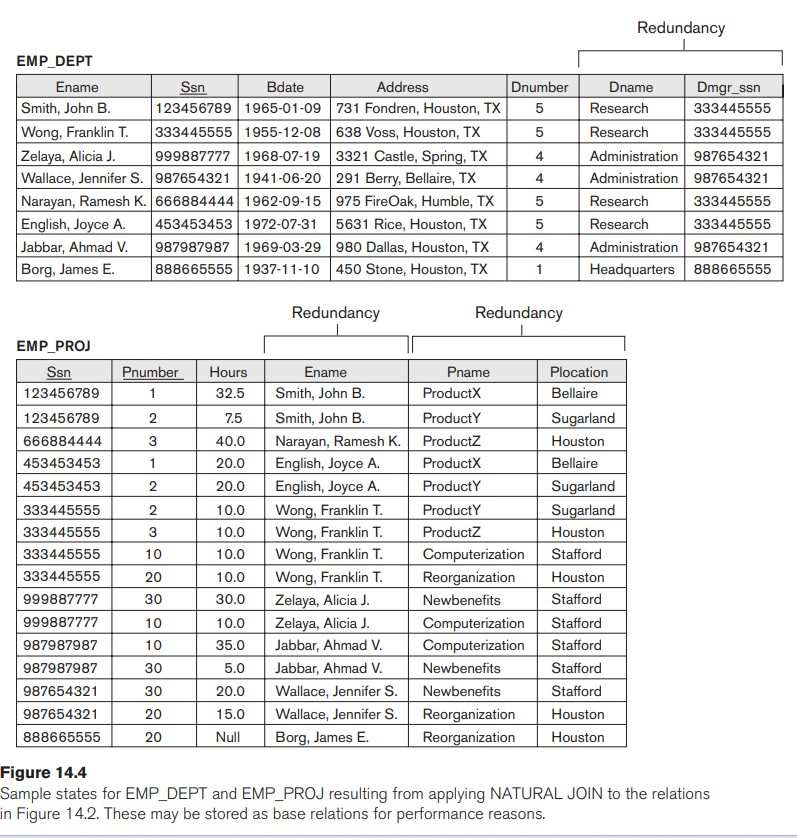 Redundancy
EMP_DEPT
Ename Ssn Bdate Address Dnumber Dname Dmgr_ssn
Smith, John B. 123456789 1965-01-09 731 Fondren, Houston, TX 5 Research 333445555
Wong, Franklin T. 333445555 1955-12-08 638 Voss, Houston, TX 5 Research 333445555
Zelaya, Alicia J. 999887777 1968-07-19 3321 Castle, Spring, TX 4 Administration 987654321
Wallace, Jennifer S. 987654321 1941-06-20 291 Berry, Bellaire, TX 4 Administration 987654321
Narayan, Ramesh K. 666884444 1962-09-15 975 FireOak, Humble, TX 5 Research 333445555
English, Joyce A. 453453453 1972-07-31 5631 Rice, Houston, TX 5 Research 333445555
Jabbar, Ahmad V. 987987987 1969-03-29 980 Dallas, Houston, TX 4 Administration 987654321
Borg, James E. 888665555 1937-11-10 450 Stone, Houston, TX 1 Headquarters 888665555
Redundancy Redundancy
EMP_PROJ
Ssn Pnumber Hours Ename Pname Plocation
123456789 1 32.5 Smith, John B. ProductX Bellaire
123456789 2 7.5 Smith, John B. ProductY Sugarland
666884444 3 40.0 Narayan, Ramesh K. ProductZ Houston
453453453 1 20.0 English, Joyce A. ProductX Bellaire
453453453 2 20.0 English, Joyce A. ProductY Sugarland
333445555 2 10.0 Wong, Franklin T. ProductY Sugarland
333445555 3 10.0 Wong, Franklin T. ProductZ Houston
333445555 10 10.0 Wong, Franklin T. Computerization Stafford
333445555 20 10.0 Wong, Franklin T. Reorganization Houston
999887777 30 30.0 Zelaya, Alicia J. Newbenefits Stafford
999887777 10 10.0 Zelaya, Alicia J. Computerization Stafford
987987987 10 35.0 Jabbar, Ahmad V. Computerization Stafford
987987987 30 5.0 Jabbar, Ahmad V. Newbenefits Stafford
987654321 30 20.0 Wallace, Jennifer S. Newbenefits Stafford
987654321 20 15.0 Wallace, Jennifer S. Reorganization Houston
888665555 20 Null Borg, James E. Reorganization Houston
Figure 14.4
Sample states for EMP_DEPT and EMP_PROJ resulting from applying NATURAL JOIN to the relations
in Figure 14.2. These may be stored as base relations for performance reasons.